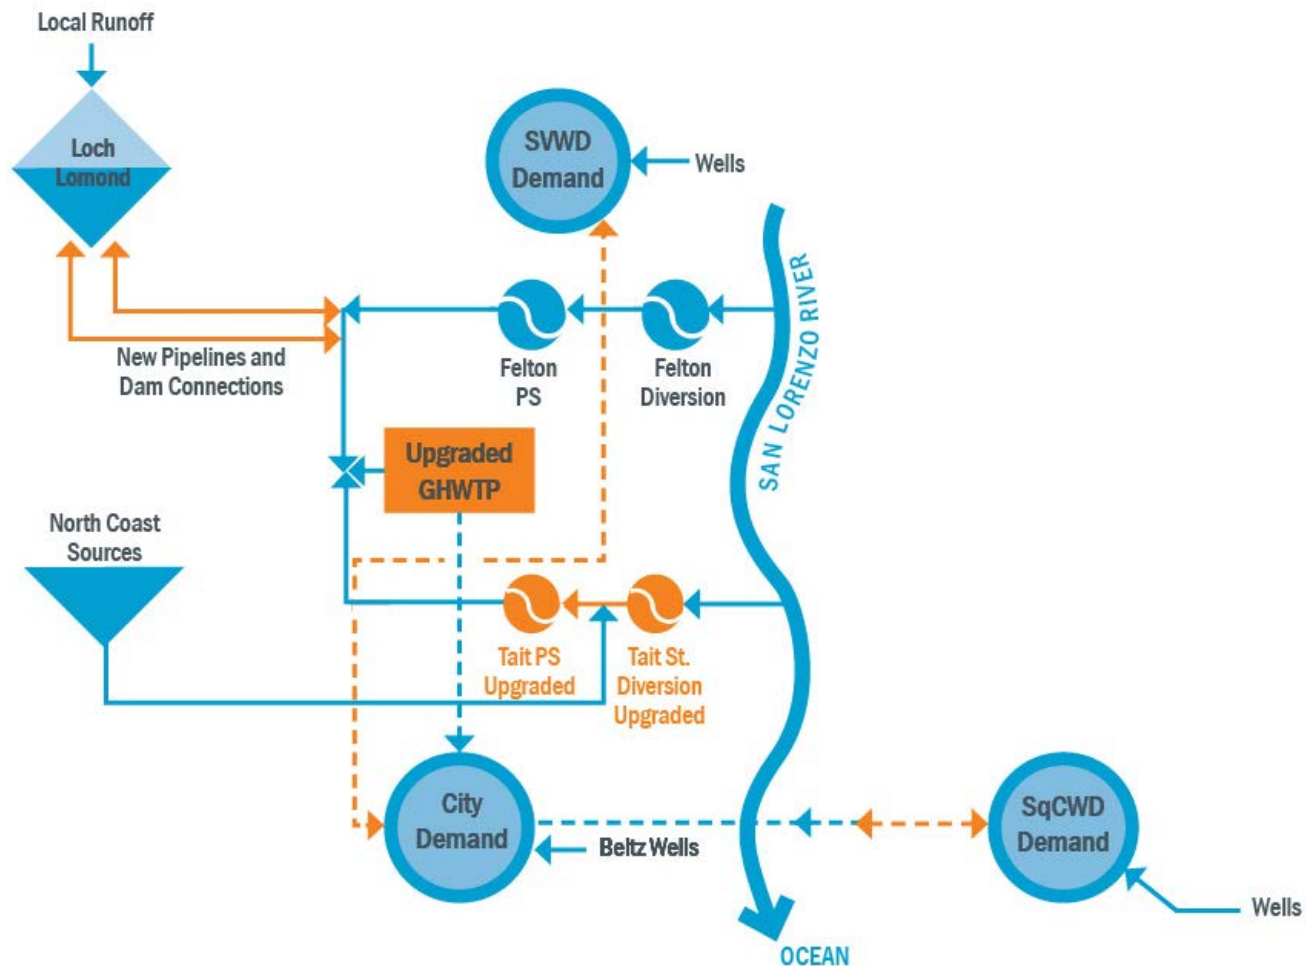 Local Runoff
Loch
Lomond
SVWD
Demand
Wells
New Pipelines and
Dam Connections
Felton
PS
Felton
Diversion
SAN LORENZO RIVER
Upgraded
GHWTP
North Coast
Sources
Tait PS
Upgraded
Tait St.
Diversion
Upgraded
City
Demand
Beltz Wells
SqCWD
Demand
Wells
OCEAN